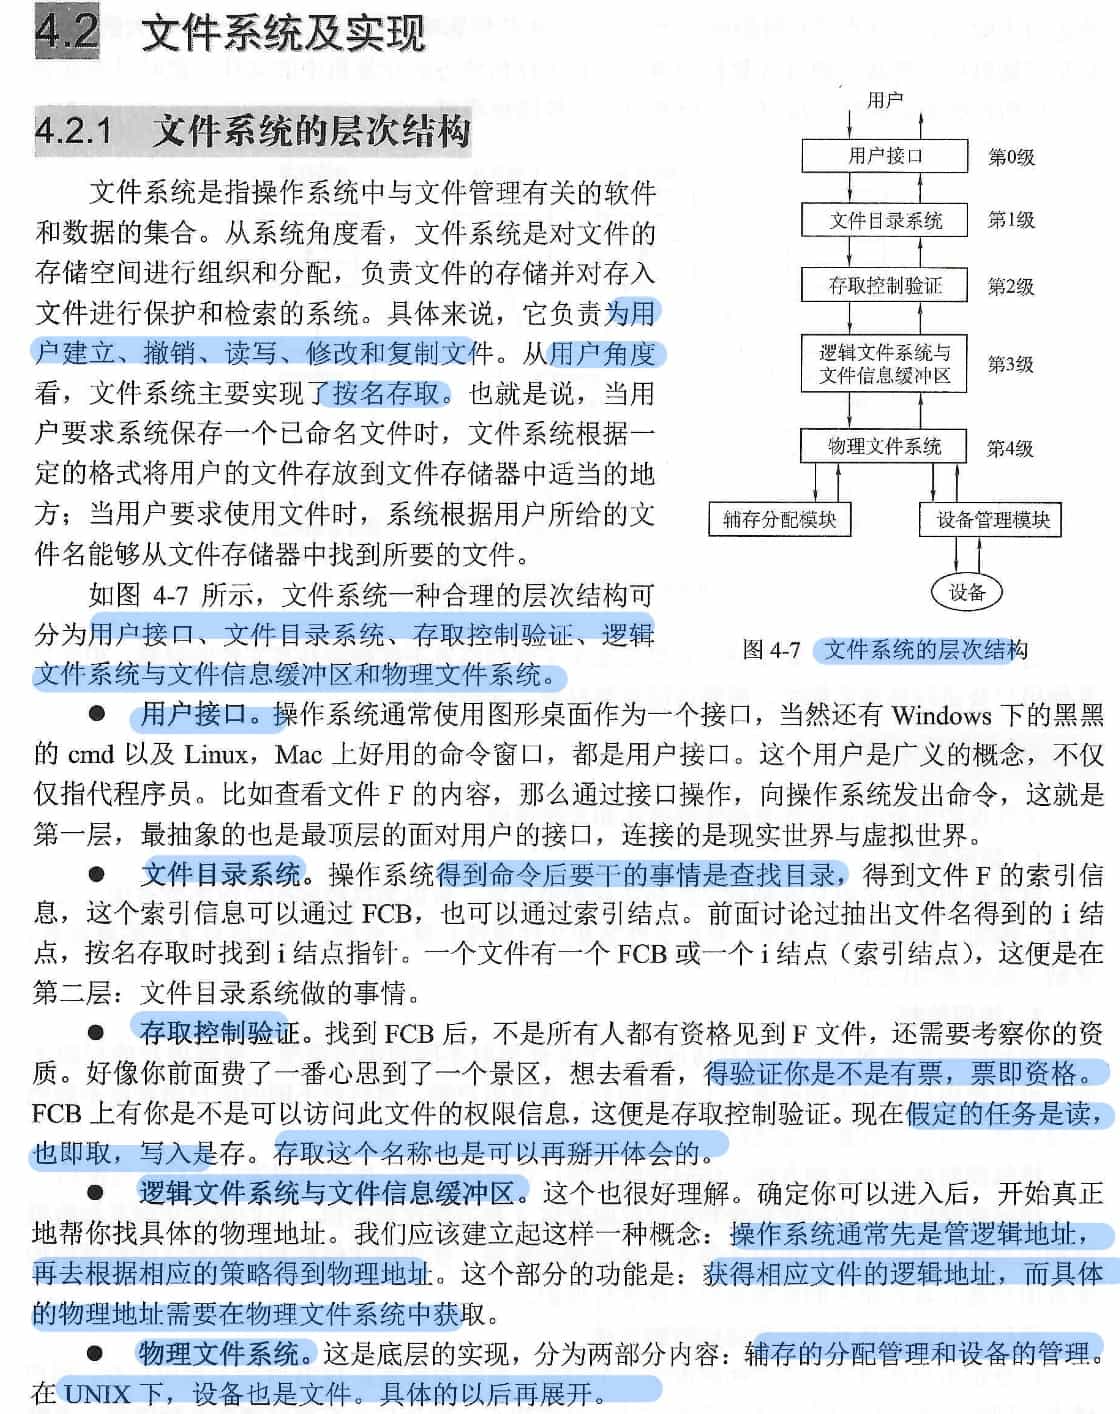 4.2 文件系统及实现
4.2.1 文件系统的层次结构
文件系统是指操作系统中与文件管理有关的软件
和数据的集合。从系统角度看，文件系统是对文件的
存储空间进行组织和分配，负责文件的存储并对存入
文件进行保护和检索的系统。具体来说，它负责为用
户建立、撤销、读写、修改和复制文件。从用户角度
看，文件系统主要实现了按名存取。也就是说，当用
户要求系统保存一个已命名文件时，文件系统根据一
定的格式将用户的文件存放到文件存储器中适当的地
方；当用户要求使用文件时，系统根据用户所给的文
件名能够从文件存储器中找到所要的文件。
如图 4-7 所示，文件系统一种合理的层次结构可
分为用户接口、文件目录系统、存取控制验证、逻辑
文件系统与文件信息缓冲区和物理文件系统。
用户
用户接口 第0级
文件目录系统 第1级
存取控制验证 第2级
逻辑文件系统与
文件信息缓冲区 第3级
物理文件系统 第4级
辅存分配模块 设备管理模块
设备
图 4-7 文件系统的层次结构
● 用户接口。操作系统通常使用图形桌面作为一个接口，当然还有 Windows 下的黑黑
的 cmd 以及 Linux，Mac 上好用的命令窗口，都是用户接口。这个用户是广义的概念，不仅
仅指代程序员。比如查看文件 F 的内容，那么通过接口操作，向操作系统发出命令，这就是
第一层，最抽象的也是最顶层的面对用户的接口，连接的是现实世界与虚拟世界。
● 文件目录系统。操作系统得到命令后要干的事情是查找目录，得到文件 F 的索引信
息，这个索引信息可以通过 FCB，也可以通过索引结点。前面讨论过抽出文件名得到的 i 结
点，按名存取时找到 i 结点指针。一个文件有一个 FCB 或一个 i 结点（索引结点），这便是在
第二层：文件目录系统做的事情。
● 存取控制验证。找到 FCB 后，不是所有人都有资格见到 F 文件，还需要考察你的资
质。好像你前面费了一番心思到了一个景区，想去看看，得验证你是不是有票，票即资格。
FCB 上有你是不是可以访问此文件的权限信息，这便是存取控制验证。现在假定的任务是读，
也即取，写入是存。存取这个名称也是可以再掰开体会的。
● 逻辑文件系统与文件信息缓冲区。这个也很好理解。确定你可以进入后，开始真正
地帮你找具体的物理地址。我们应该建立起这样一种概念：操作系统通常先是管逻辑地址，
再去根据相应的策略得到物理地址。这个部分的功能是：获得相应文件的逻辑地址，而具体
的物理地址需要在物理文件系统中获取。
● 物理文件系统。这是底层的实现，分为两部分内容：辅存的分配管理和设备的管理。
在 UNIX 下，设备也是文件。具体的以后再展开。